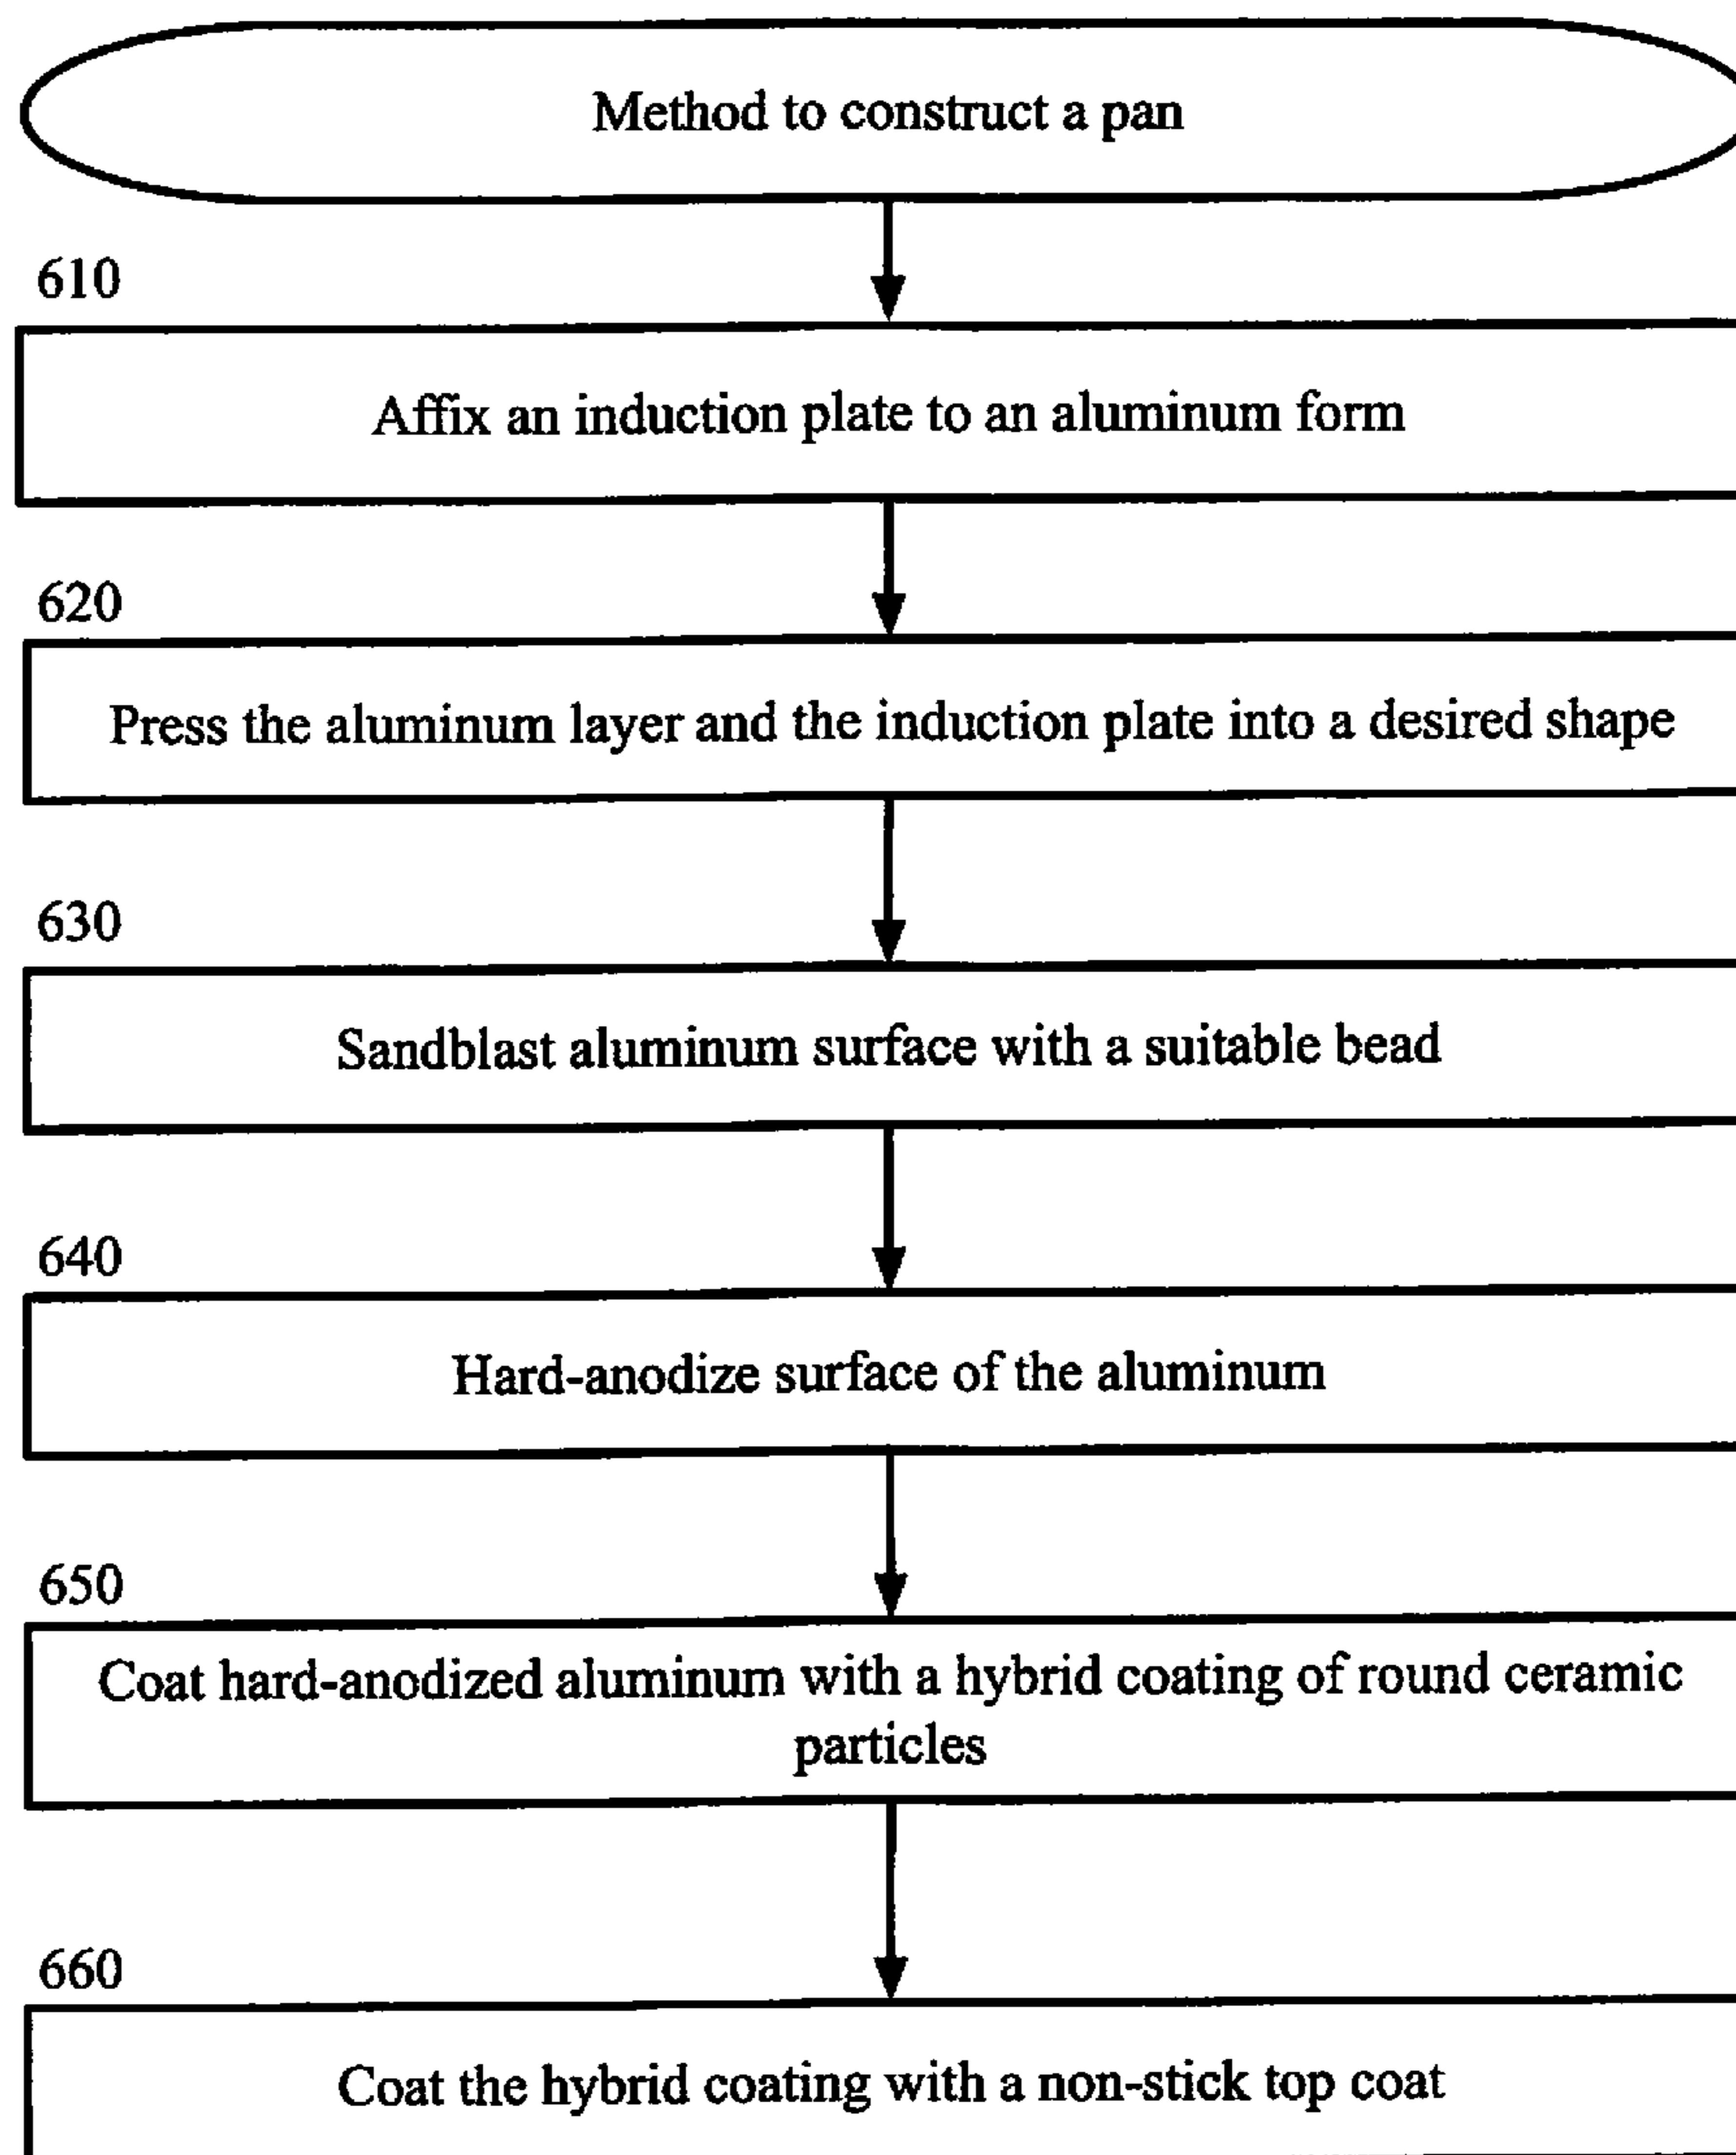 Method to construct a pan
610
Affix an induction plate to an aluminum form
620
Press the aluminum layer and the induction plate into a desired shape
630
Sandblast aluminum surface with a suitable bead
640
Hard-anodize surface of the aluminum
650
Coat hard-anodized aluminum with a hybrid coating of round ceramic
particles
660
Coat the hybrid coating with a non-stick top coat